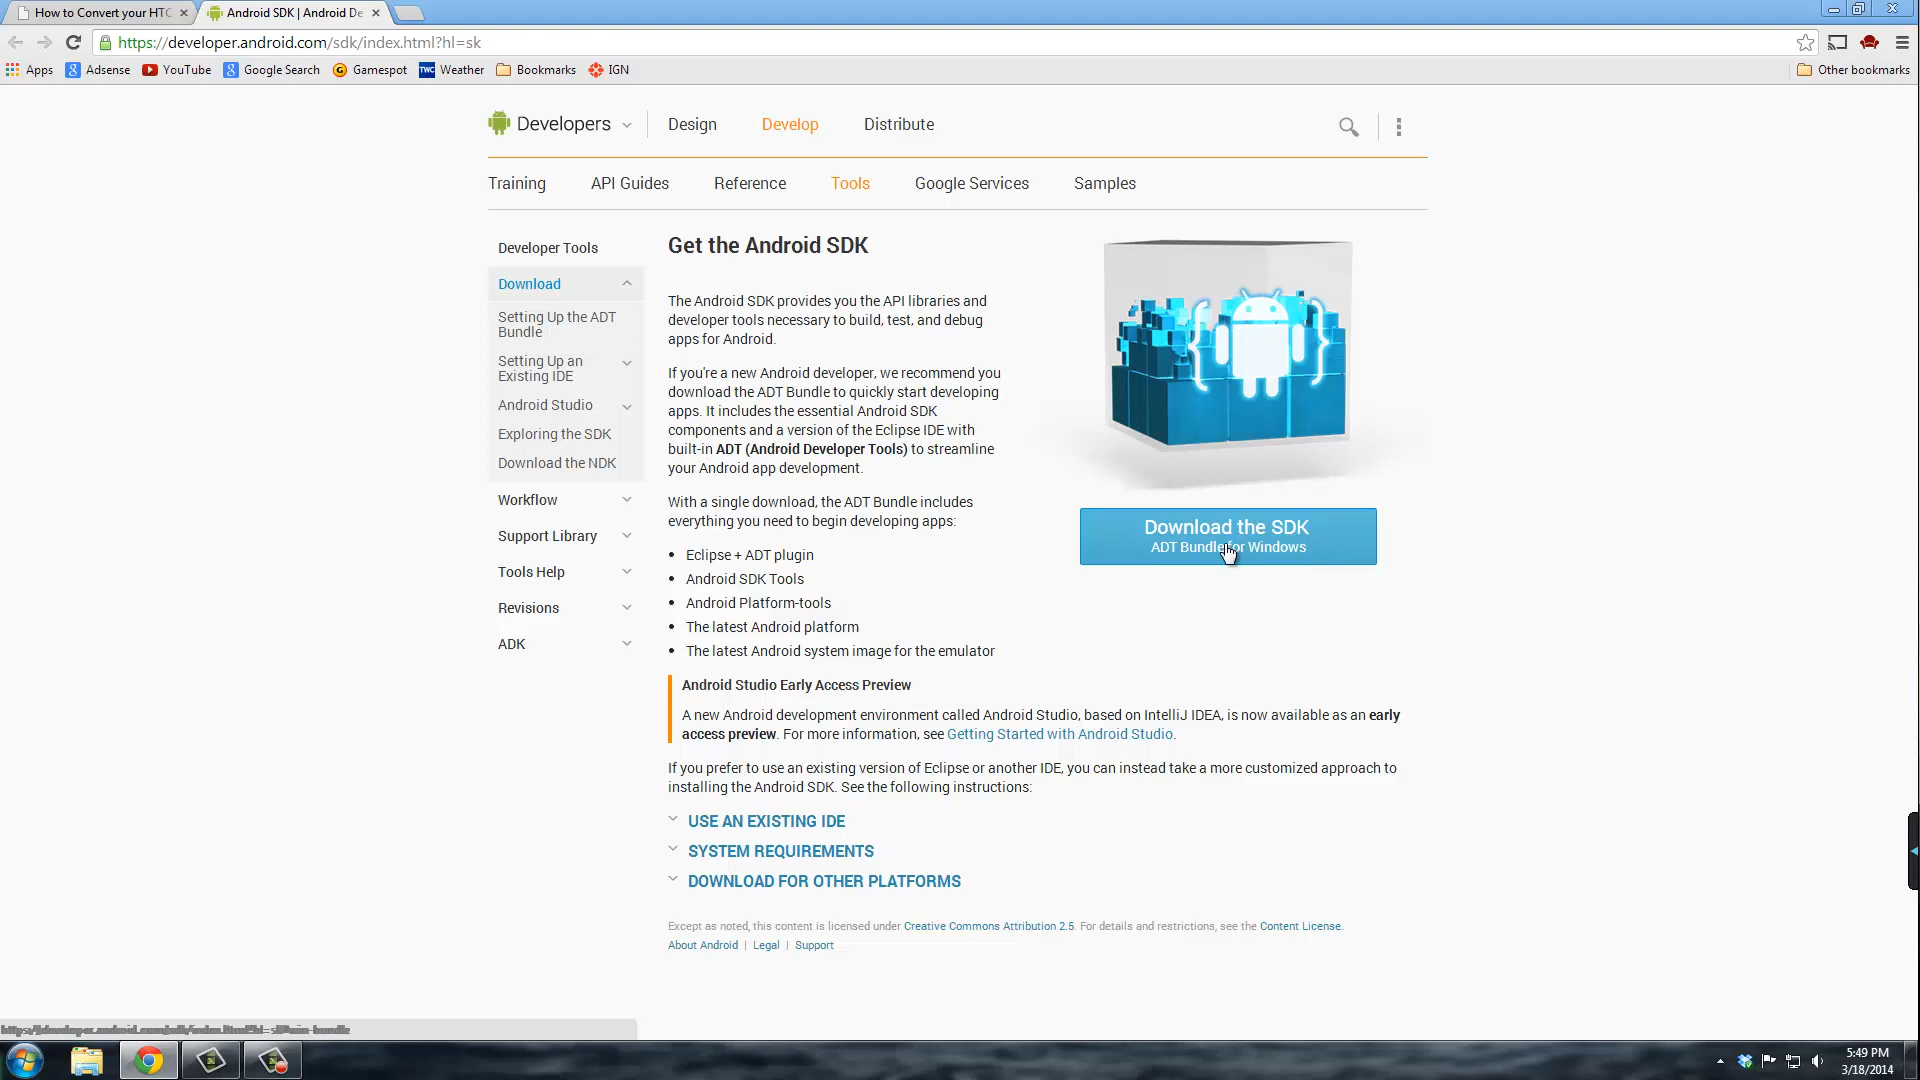 How to Convert your HTC
Android SDK | Android De
https://developer.android.com/sdk/index.html?hl=sk
Apps Adsense YouTube Google Search Gamespot TWC Weather Bookmarks IGN Other bookmarks
Developers Design Develop Distribute
Training API Guides Reference Tools Google Services Samples
Developer Tools
Download
Setting Up the ADT
Bundle
Setting Up an
Existing IDE
Android Studio
Exploring the SDK
Download the NDK
Workflow
Support Library
Tools Help
Revisions
ADK
Get the Android SDK
The Android SDK provides you the API libraries and
developer tools necessary to build, test, and debug
apps for Android.
If you're a new Android developer, we recommend you
download the ADT Bundle to quickly start developing
apps. It includes the essential Android SDK
components and a version of the Eclipse IDE with
built-in ADT (Android Developer Tools) to streamline
your Android app development.
With a single download, the ADT Bundle includes
everything you need to begin developing apps:
• Eclipse + ADT plugin
• Android SDK Tools
• Android Platform-tools
• The latest Android platform
• The latest Android system image for the emulator
Download the SDK
ADT Bundle for Windows
Android Studio Early Access Preview
A new Android development environment called Android Studio, based on IntelliJ IDEA, is now available as an early
access preview. For more information, see Getting Started with Android Studio.
If you prefer to use an existing version of Eclipse or another IDE, you can instead take a more customized approach to
installing the Android SDK. See the following instructions:
USE AN EXISTING IDE
SYSTEM REQUIREMENTS
DOWNLOAD FOR OTHER PLATFORMS
Except as noted, this content is licensed under Creative Commons Attribution 2.5. For details and restrictions, see the Content License.
About Android | Legal | Support
5:49 PM
3/18/2014